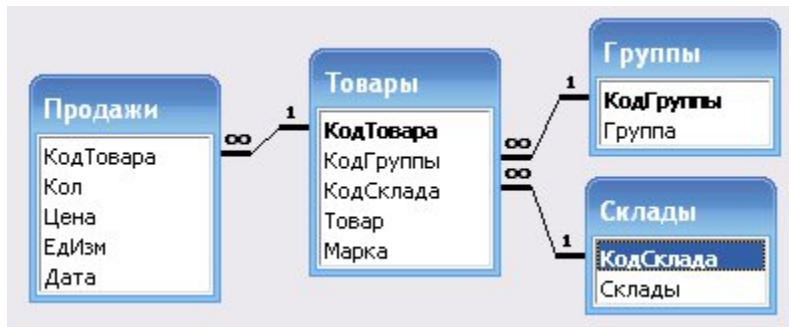 Продажи
КодТовара
Кол
Цена
ЕдИзм
Дата
∞
1
Товары
КодТовара
КодГруппы
КодСклада
Товар
Марка
∞
∞
1
1
Группы
КодГруппы
Группа
Склады
КодСклада
Склады